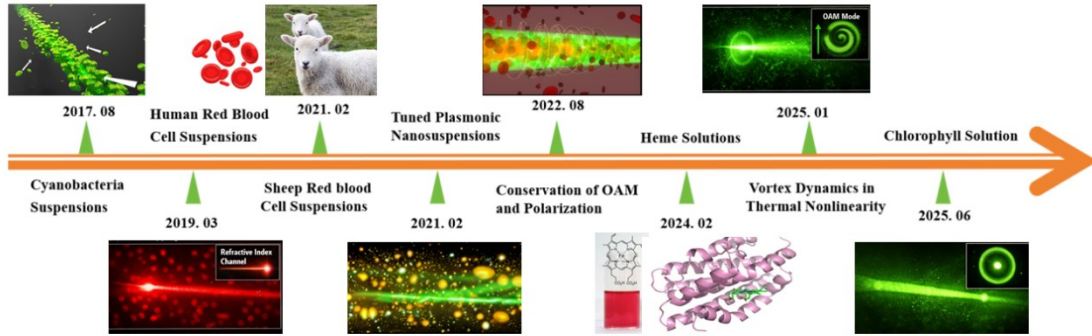 OAM Mode
2017. 08
Human Red Blood
Cell Suspensions
2021. 02
Tuned Plasmonic
Nanosuspensions
2022. 08
Heme Solutions
2025. 01
Chlorophyll Solution
Cyanobacteria
Suspensions
2019. 03
Sheep Red blood
Cell Suspensions
2021. 02
Conservation of OAM
and Polarization
2024. 02
Vortex Dynamics in
Thermal Nonlinearity
2025. 06
Refractive Index
Channel